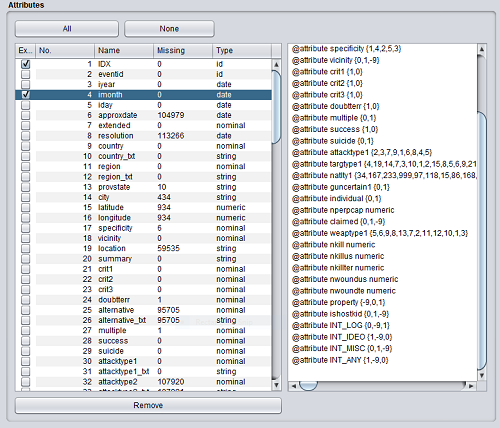 Attributes
All None
Ex... No. Name Missing Type
1 IDX 0 id
2 eventid 0 id
3 iyear 0 date
4 imonth 0 date
5 iday 0 date
6 approxdate 104979 date
7 extended 0 nominal
8 resolution 113266 date
9 country 0 nominal
10 country_txt 0 string
11 region 0 nominal
12 region_txt 0 string
13 provstate 10 string
14 city 434 string
15 latitude 934 numeric
16 longitude 934 numeric
17 specificity 6 nominal
18 vicinity 0 nominal
19 location 59535 string
20 summary 0 string
21 crit1 0 nominal
22 crit2 0 nominal
23 crit3 0 nominal
24 doubtterr 1 nominal
25 alternative 95705 nominal
26 alternative_txt 95705 string
27 multiple 1 nominal
28 success 0 nominal
29 suicide 0 nominal
30 attacktype1 0 nominal
31 attacktype1_txt 0 string
32 attacktype2 107920 nominal
@attribute specificity {1,4,2,5,3}
@attribute vicinity {0,1,-9}
@attribute crit1 {1,0}
@attribute crit2 {1,0}
@attribute crit3 {1,0}
@attribute doubtterr {1,0}
@attribute multiple {0,1}
@attribute success {1,0}
@attribute suicide {0,1}
@attribute attacktype1 {2,3,7,9,1,6,8,4,5}
@attribute targtype1 {4,19,14,7,3,10,1,2,15,8,5,6,9,21
@attribute natlty1 {34,167,233,999,97,118,15,86,168,
@attribute guncertain1 {0,1}
@attribute individual {0,1}
@attribute nperpcap numeric
@attribute claimed {0,1,-9}
@attribute weaptype1 {5,6,9,8,13,7,2,11,12,10,1,3}
@attribute nkill numeric
@attribute nkillus numeric
@attribute nkillter numeric
@attribute nwoundus numeric
@attribute nwoundte numeric
@attribute property {-9,0,1}
@attribute ishostkid {0,1,-9}
@attribute INT_LOG {0,-9,1}
@attribute INT_IDEO {1,-9,0}
@attribute INT_MISC {0,1,-9}
@attribute INT_ANY {1,-9,0}
Remove